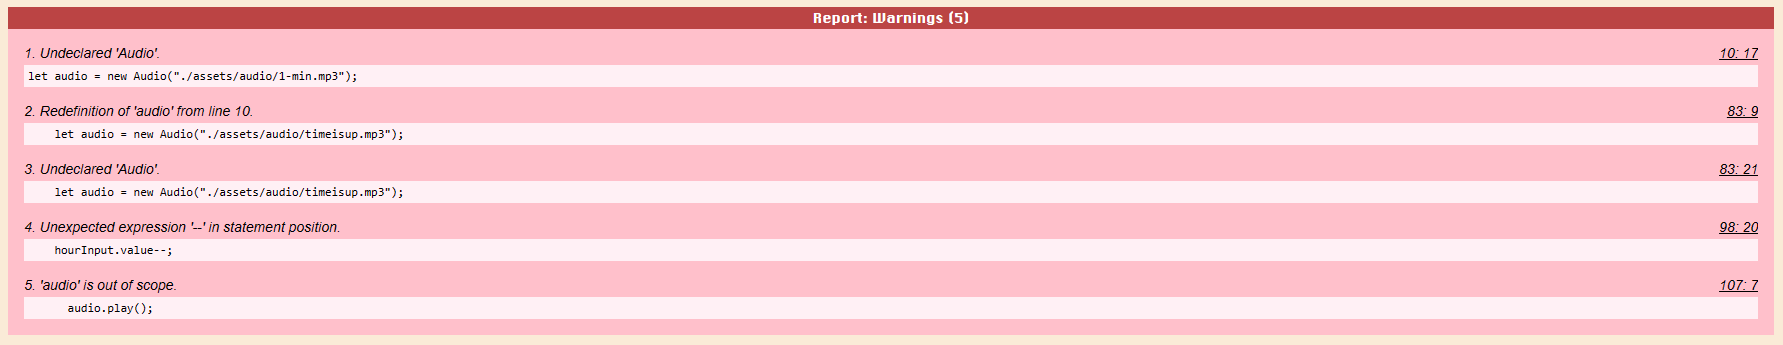 Report: Warnings (5)
1. Undeclared 'Audio'. 10: 17
let audio = new Audio("./assets/audio/1-min.mp3");
2. Redefinition of 'audio' from line 10. 83: 9
let audio = new Audio("./assets/audio/timeisup.mp3");
3. Undeclared 'Audio'. 83: 21
let audio = new Audio("./assets/audio/timeisup.mp3");
4. Unexpected expression '--' in statement position. 98: 20
hourInput.value--;
5. 'audio' is out of scope. 107: 7
audio.play();